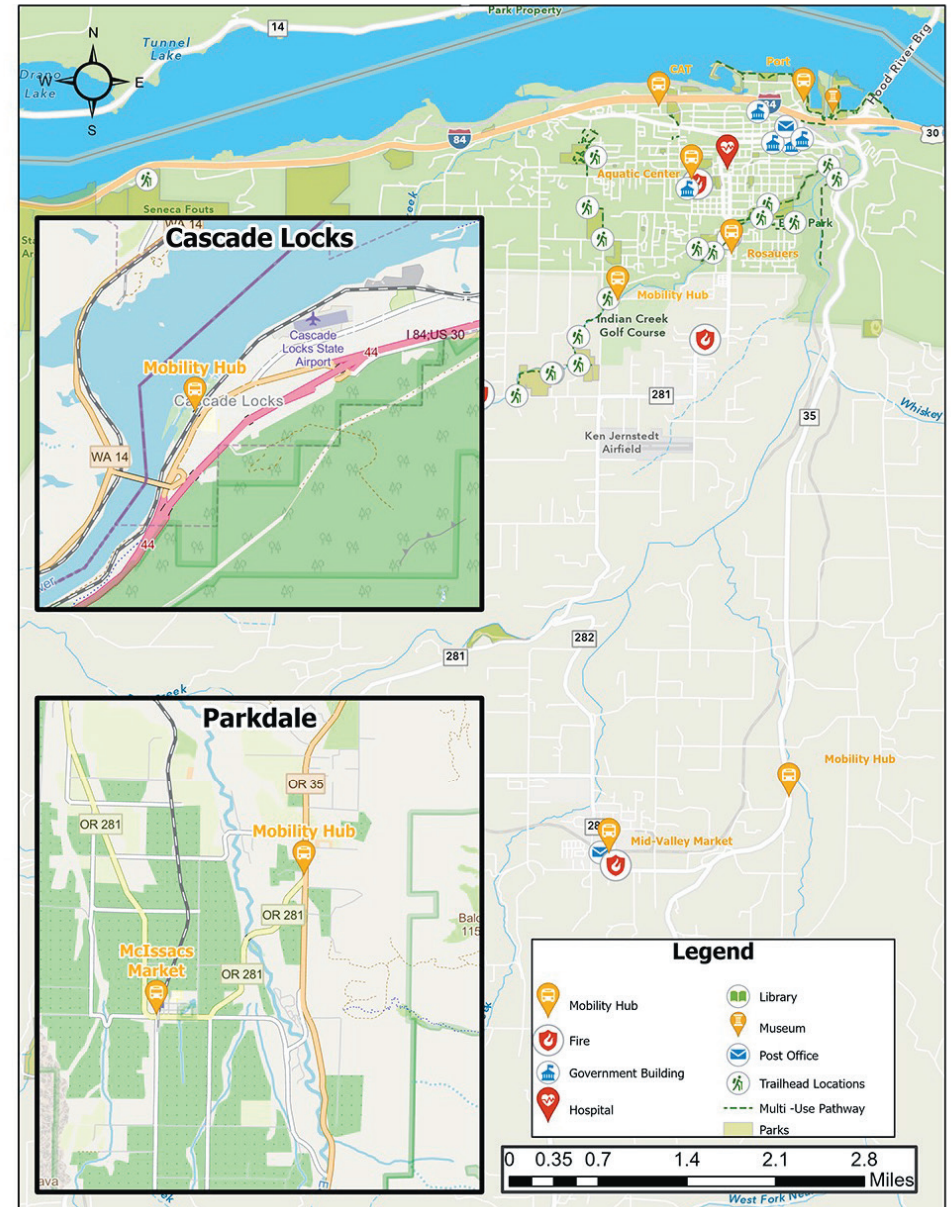 Park Property
14
Tunnel
Lake
Drano
Lake
N
W
E
S
Hood River Brg
CAT
Port
84
84
30
Aquatic Center
Seneca Fouts
Park
Rosauers
Mobility Hub
Indian Creek
Golf Course
281
Ken Jernstedt
Airfield
35
Whiskey
WA 14
Cascade Locks
I 84;US 30
Cascade
Locks State
Airport
44
Mobility Hub
Cascade Locks
WA 14
44
281
282
Parkdale
OR 35
OR 281
Mobility Hub
OR 281
McIssacs
Market
OR 281
Mobility Hub
Mid-Valley Market
Legend
Mobility Hub
Fire
Government Building
Hospital
Library
Museum
Post Office
Trailhead Locations
Multi -Use Pathway
Parks
0 0.35 0.7 1.4 2.1 2.8
Miles